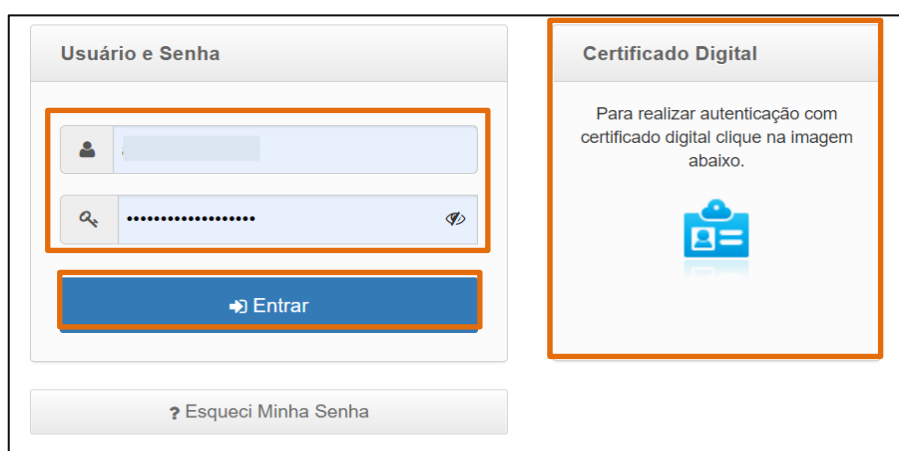 Usuário e Senha
••••••••••••••••••
Entrar
? Esqueci Minha Senha
Certificado Digital
Para realizar autenticação com
certificado digital clique na imagem
abaixo.